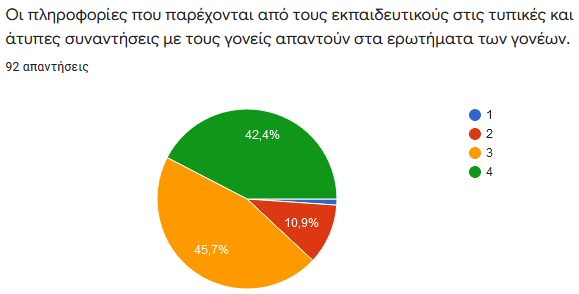 Οι πληροφορίες που παρέχονται από τους εκπαιδευτικούς στις τυπικές και
άτυπες συναντήσεις με τους γονείς απαντούν στα ερωτήματα των γονέων.
92 απαντήσεις
42,4%
10,9%
45,7%
1
2
3
4